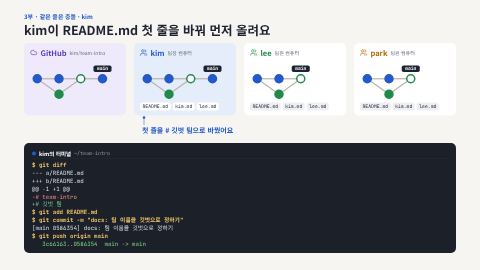 3부 · 같은 줄은 충돌 · kim
kim이 README.md 첫 줄을 바꿔 먼저 올려요
GitHub kim/team-intro
main
kim 팀장 컴퓨터
main
README.md kim.md lee.md
lee 팀원 컴퓨터
main
README.md kim.md lee.md
park 팀원 컴퓨터
main
README.md kim.md lee.md
첫 줄을 # 깃벗 팀으로 바꿨어요
kim의 터미널 ~/team-intro
$ git diff
--- a/README.md
+++ b/README.md
@@ -1 +1 @@
-# team-intro
+# 깃벗 팀
$ git add README.md
$ git commit -m "docs: 팀 이름을 깃벗으로 정하기"
[main 0586354] docs: 팀 이름을 깃벗으로 정하기
$ git push origin main
3c66163..0586354 main -> main